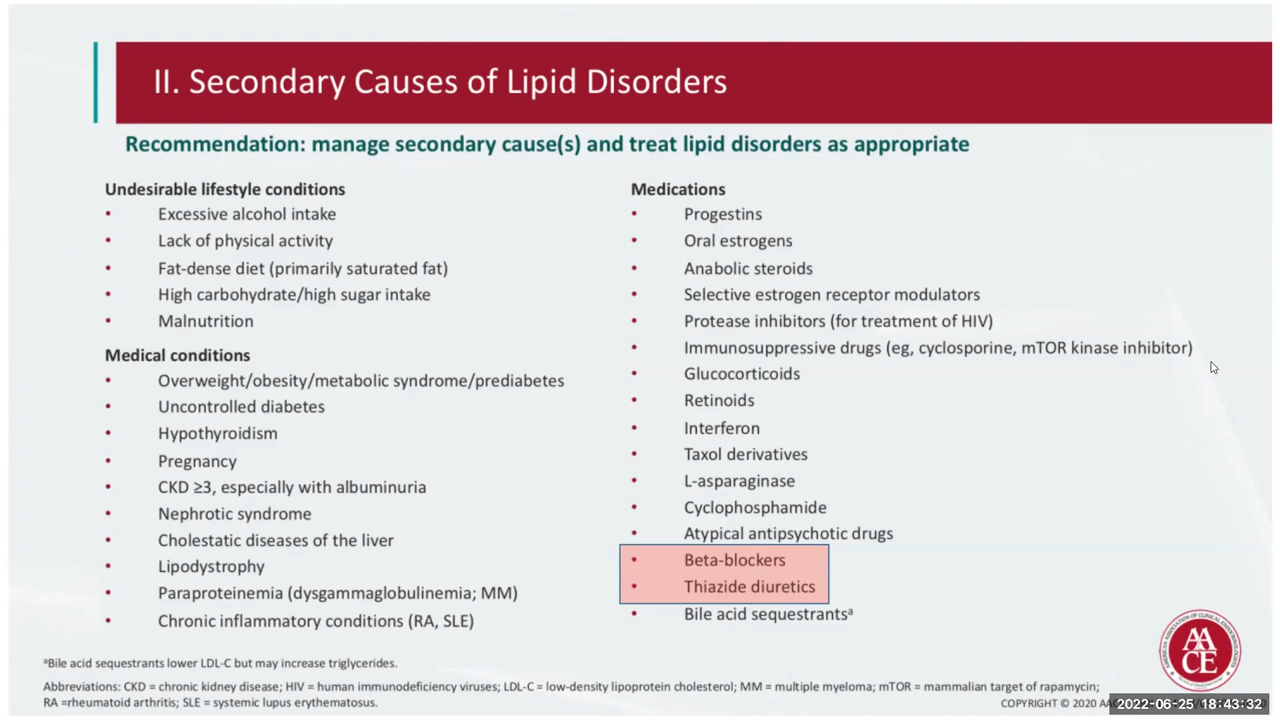 II. Secondary Causes of Lipid Disorders
Recommendation: manage secondary cause(s) and treat lipid disorders as appropriate
Undesirable lifestyle conditions
• Excessive alcohol intake
• Lack of physical activity
• Fat-dense diet (primarily saturated fat)
• High carbohydrate/high sugar intake
• Malnutrition
Medical conditions
• Overweight/obesity/metabolic syndrome/prediabetes
• Uncontrolled diabetes
• Hypothyroidism
• Pregnancy
• CKD ≥3, especially with albuminuria
• Nephrotic syndrome
• Cholestatic diseases of the liver
• Lipodystrophy
• Paraproteinemia (dysgammaglobulinemia; MM)
• Chronic inflammatory conditions (RA, SLE)
Medications
• Progestins
• Oral estrogens
• Anabolic steroids
• Selective estrogen receptor modulators
• Protease inhibitors (for treatment of HIV)
• Immunosuppressive drugs (eg, cyclosporine, mTOR kinase inhibitor)
• Glucocorticoids
• Retinoids
• Interferon
• Taxol derivatives
• L-asparaginase
• Cyclophosphamide
• Atypical antipsychotic drugs
• Beta-blockers
• Thiazide diuretics
• Bile acid sequestrantsᵃ
ᵃBile acid sequestrants lower LDL-C but may increase triglycerides.
Abbreviations: CKD = chronic kidney disease; HIV = human immunodeficiency viruses; LDL-C = low-density lipoprotein cholesterol; MM = multiple myeloma; mTOR = mammalian target of rapamycin;
RA =rheumatoid arthritis; SLE = systemic lupus erythematosus.
AACE
COPYRIGHT © 2020
2022-06-25 18:43:32